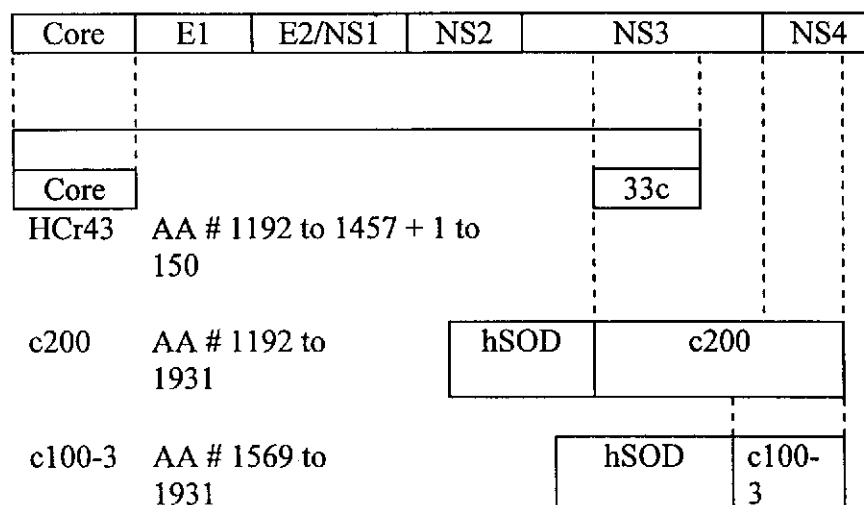 Core E1 E2/NS1 NS2 NS3 NS4
Core 33c
HCr43 AA # 1192 to 1457 + 1 to
150
c200 AA # 1192 to hSOD c200
1931
c100-3 AA # 1569 to hSOD c100-
1931 3